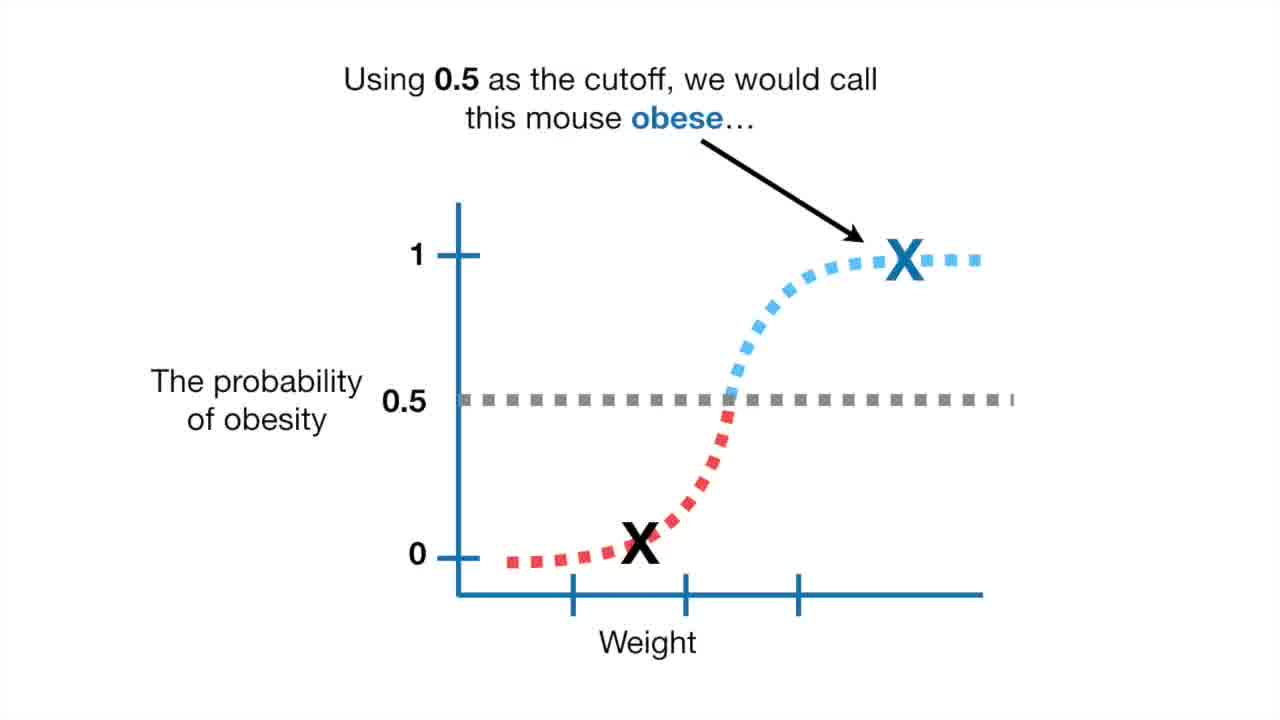 Using 0.5 as the cutoff, we would call
this mouse obese...
1
The probability
of obesity
0.5
X
X
0
Weight